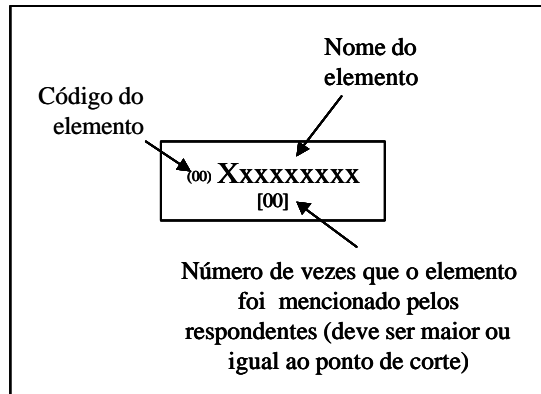 Nome do
elemento
Código do
elemento
(00) Xxxxxxxxx
[00]
Número de vezes que o elemento
foi mencionado pelos
respondentes (deve ser maior ou
igual ao ponto de corte)